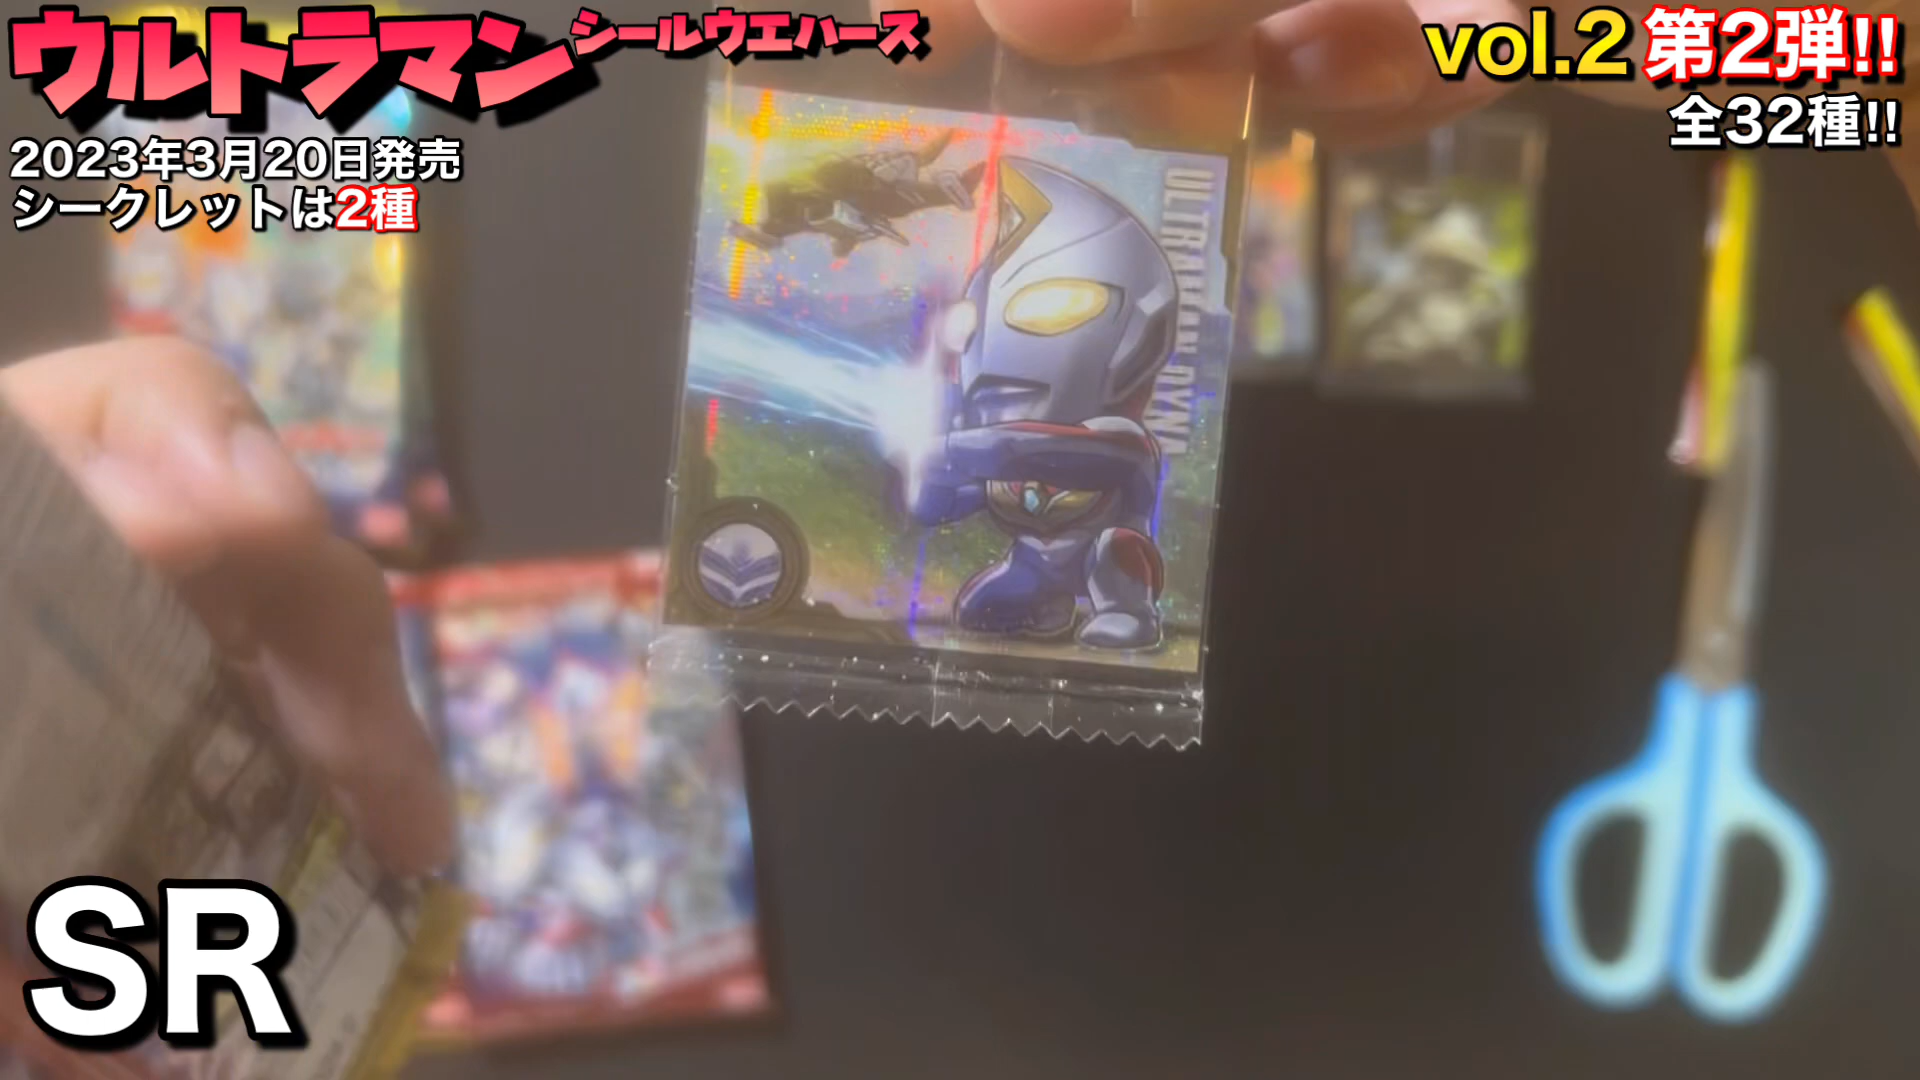 ウルトラマンシールウエハース
vol.2 第2弾!!
全32種!!
2023年3月20日発売
シークレットは2種
ULTRAMAN DYNA
SR